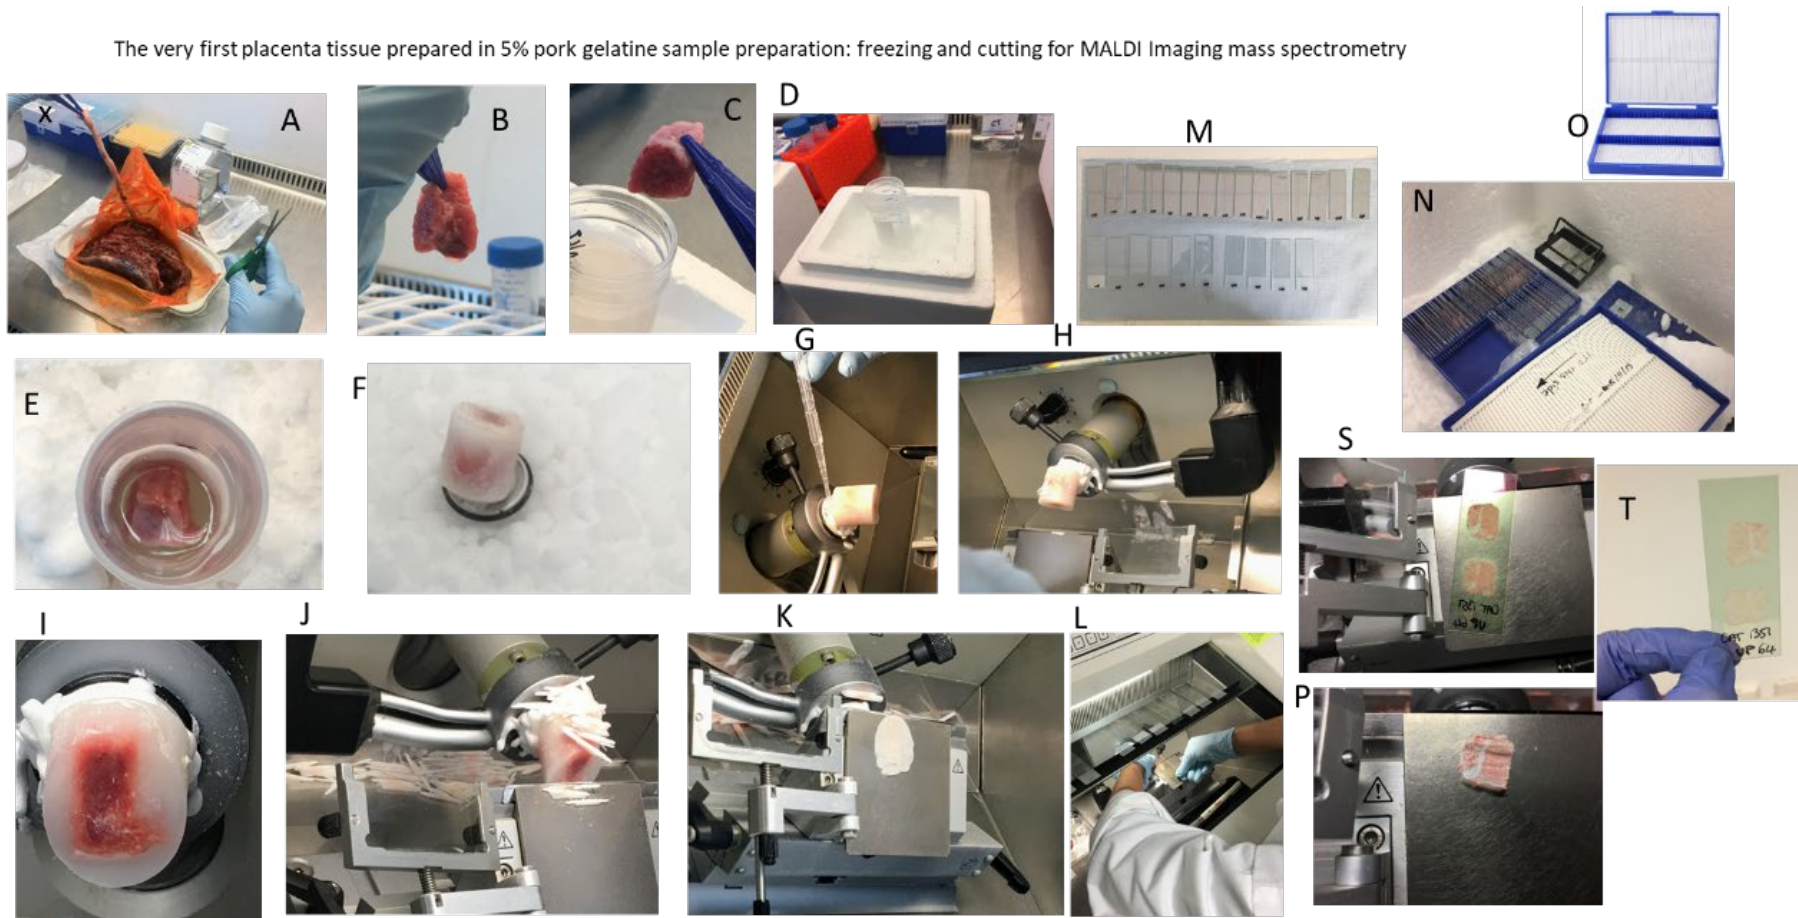 The very first placenta tissue prepared in 5% pork gelatine sample preparation: freezing and cutting for MALDI Imaging mass spectrometry
X
A
B
C
D
M
O
N
E
F
G
H
S
T
I
J
K
L
P